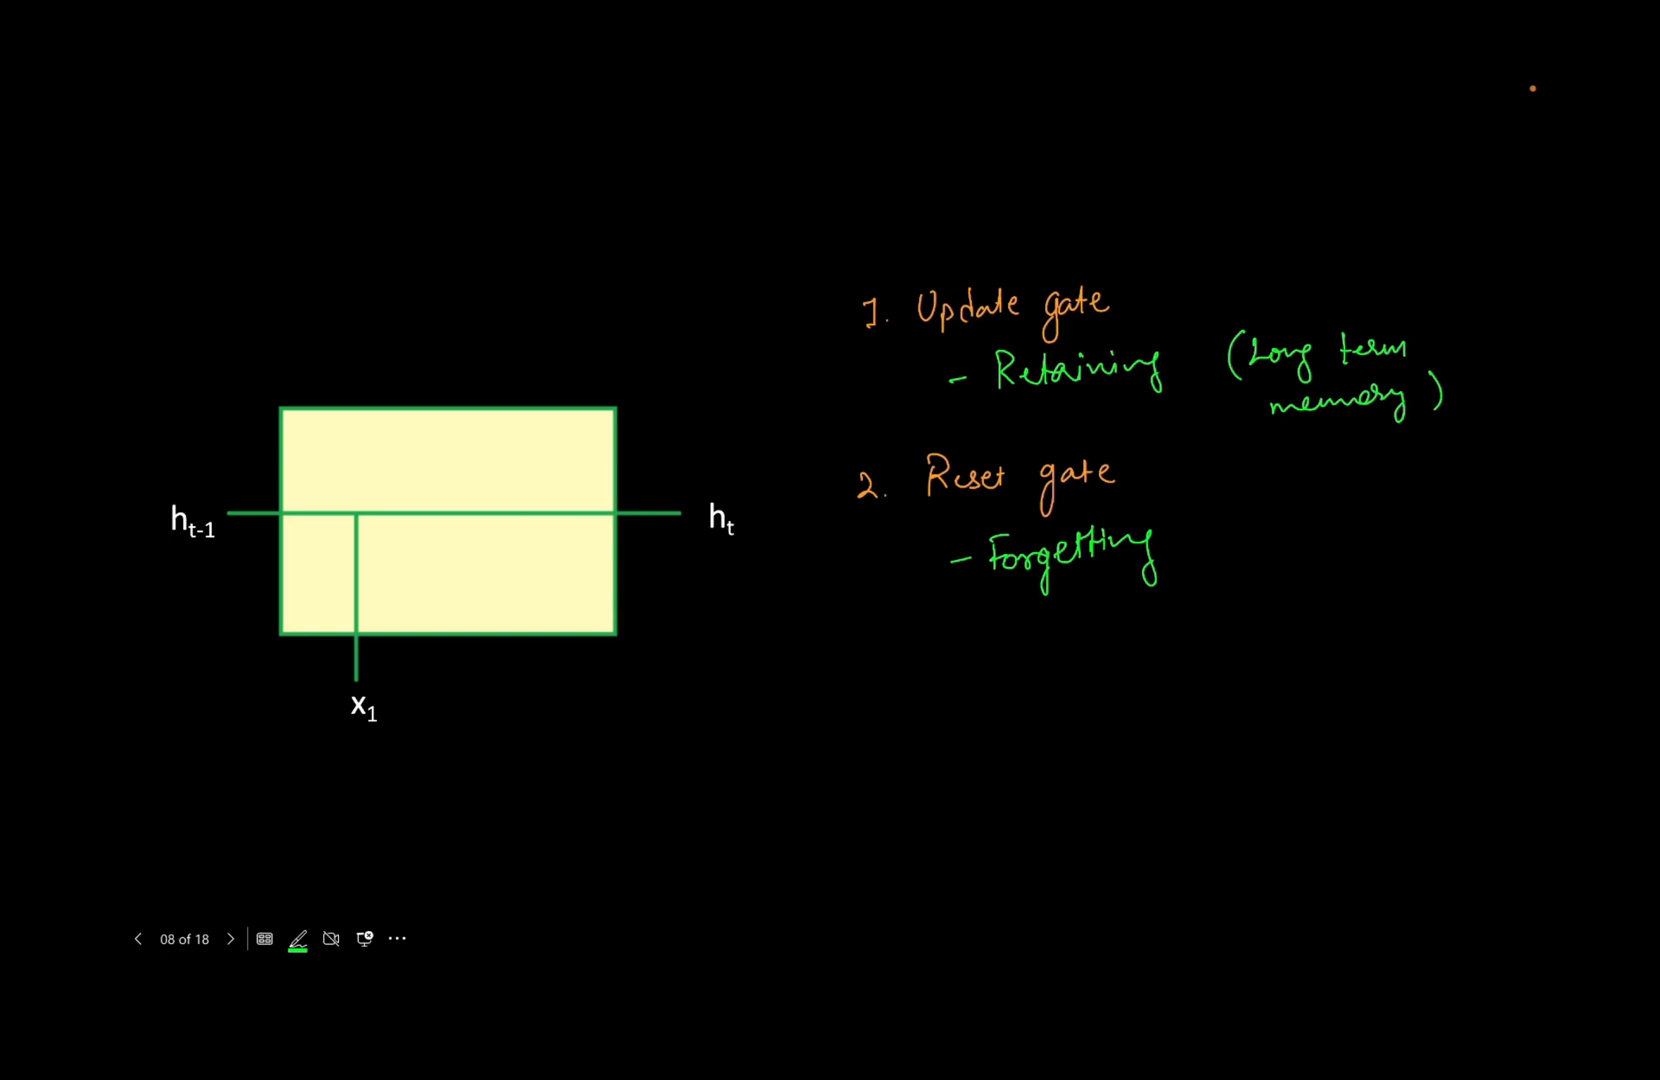 1. Update gate
- Retaining (Long term
memory)
2. Reset gate
- Forgetting
h_{t-1}
h_t
x_1
08 of 18